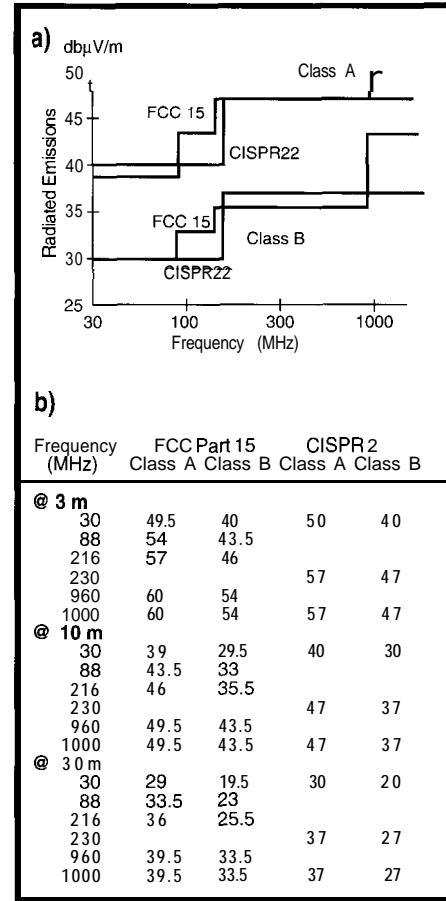 a)
dbµV/m
50
45
40
35
30
25
Radiated Emissions
Class A
FCC 15
CISPR22
FCC 15
Class B
CISPR22
30 100 300 1000
Frequency (MHz)
b)
Frequency FCC Part 15 CISPR 2
(MHz) Class A Class B Class A Class B
@ 3 m
30 49.5 40 50 40
88 54 43.5
216 57 46
230 57 47
960 60 54
1000 60 54 57 47
@ 10 m
30 39 29.5 40 30
88 43.5 33
216 46 35.5
230 47 37
960 49.5 43.5
1000 49.5 43.5 47 37
@ 30m
30 29 19.5 30 20
88 33.5 23
216 36 25.5
230 37 27
960 39.5 33.5
1000 39.5 33.5 37 27